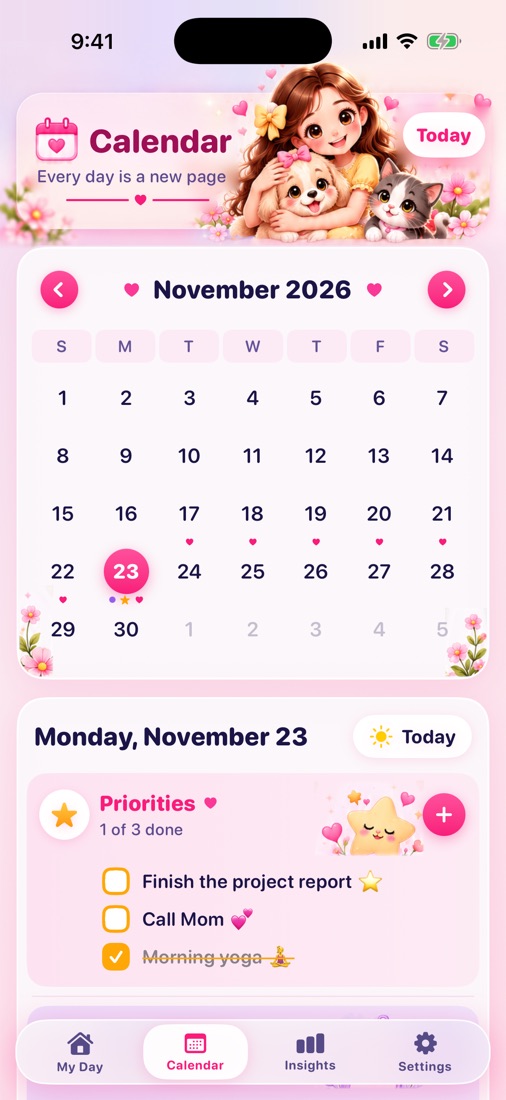 9:41
Calendar
Today
Every day is a new page
November 2026
S M T W T F S
1 2 3 4 5 6 7
8 9 10 11 12 13 14
15 16 17 18 19 20 21
22 23 24 25 26 27 28
29 30 1 2 3 4 5
Monday, November 23
Today
Priorities
1 of 3 done
Finish the project report ⭐
Call Mom 💕
Morning yoga 🧘
My Day Calendar Insights Settings